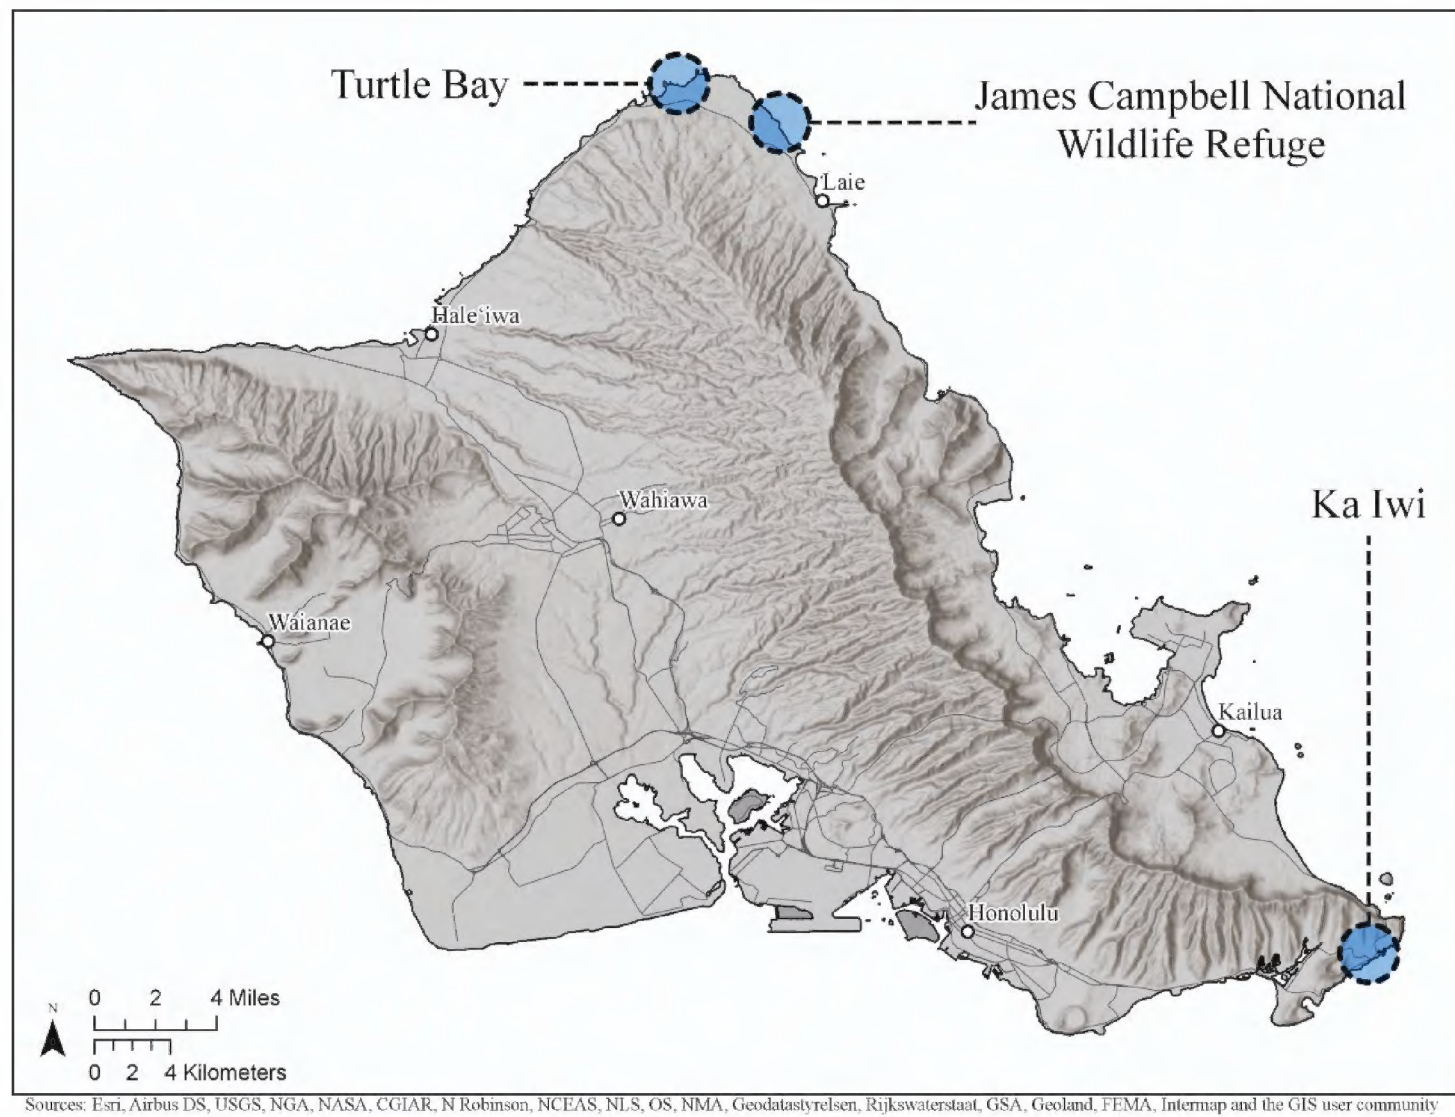 Turtle Bay
James Campbell National
Wildlife Refuge
Laie
Hale‘iwa
Wahiawa
Ka Iwi
Waianae
Kailua
Honolulu
N
0 2 4 Miles
0 2 4 Kilometers
Sources: Esri, Airbus DS, USGS, NGA, NASA, CGIAR, N Robinson, NCEAS, NLS, OS, NMA, Geodatastyrelsen, Rijkswaterstaat, GSA, Geoland, FEMA, Intermap and the GIS user community